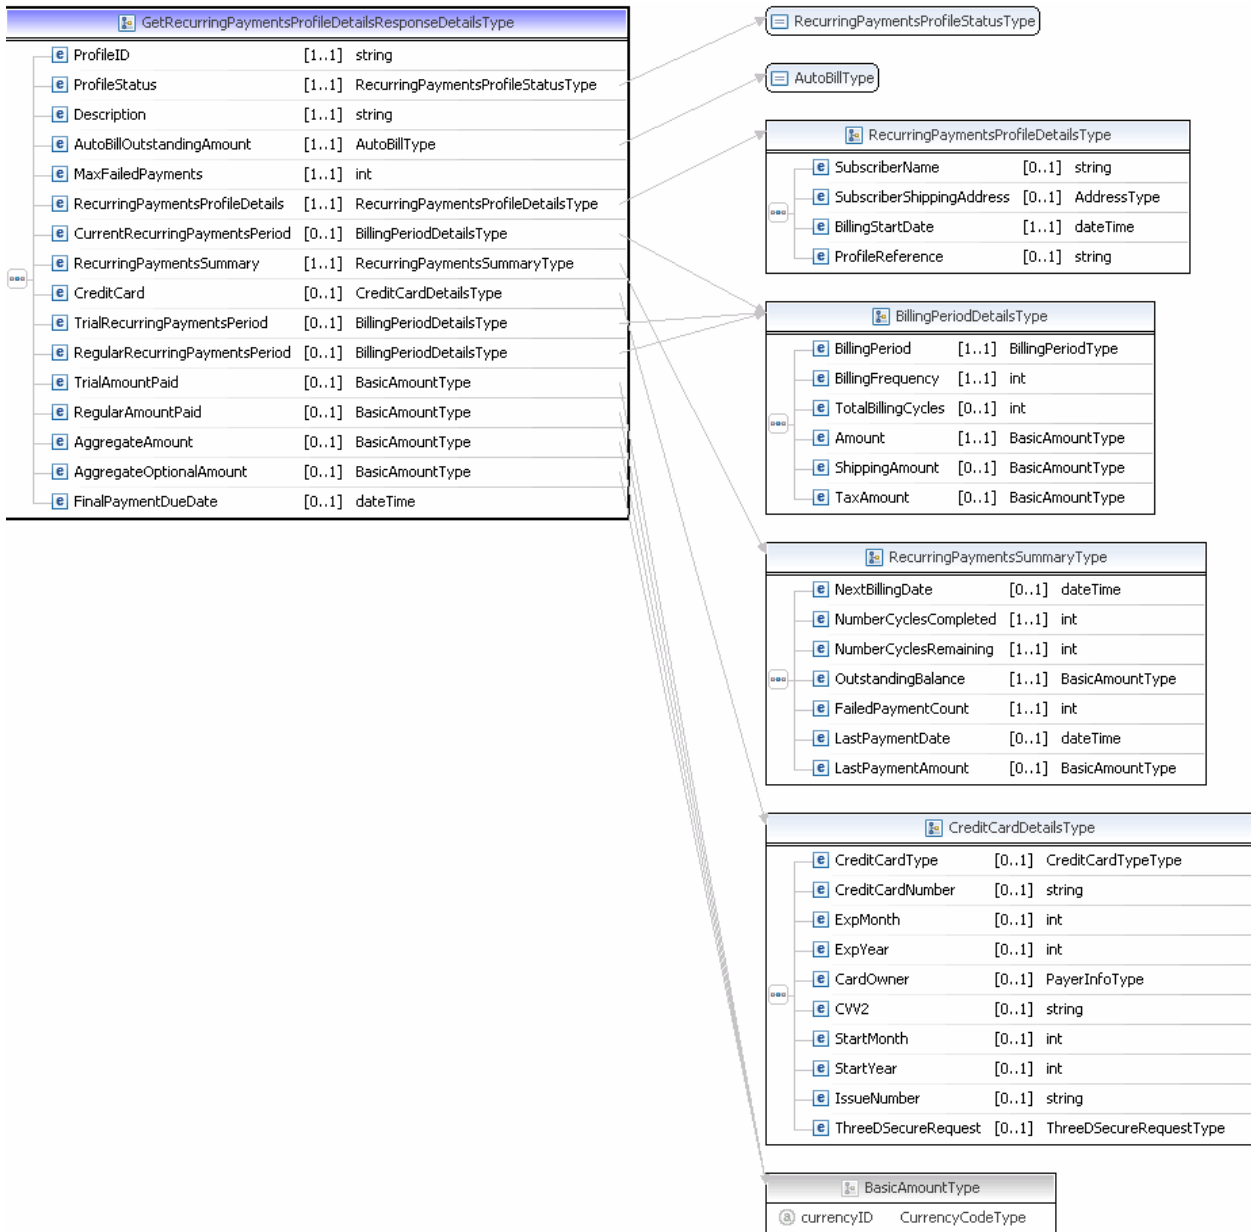 GetRecurringPaymentsProfileDetailsResponseDetailsType
ProfileID [1..1] string
ProfileStatus [1..1] RecurringPaymentsProfileStatusType
Description [1..1] string
AutoBillOutstandingAmount [1..1] AutoBillType
MaxFailedPayments [1..1] int
RecurringPaymentsProfileDetails [1..1] RecurringPaymentsProfileDetailsType
CurrentRecurringPaymentsPeriod [0..1] BillingPeriodDetailsType
RecurringPaymentsSummary [1..1] RecurringPaymentsSummaryType
CreditCard [0..1] CreditCardDetailsType
TrialRecurringPaymentsPeriod [0..1] BillingPeriodDetailsType
RegularRecurringPaymentsPeriod [0..1] BillingPeriodDetailsType
TrialAmountPaid [0..1] BasicAmountType
RegularAmountPaid [0..1] BasicAmountType
AggregateAmount [0..1] BasicAmountType
AggregateOptionalAmount [0..1] BasicAmountType
FinalPaymentDueDate [0..1] dateTime
RecurringPaymentsProfileStatusType
AutoBillType
RecurringPaymentsProfileDetailsType
SubscriberName [0..1] string
SubscriberShippingAddress [0..1] AddressType
BillingStartDate [1..1] dateTime
ProfileReference [0..1] string
BillingPeriodDetailsType
BillingPeriod [1..1] BillingPeriodType
BillingFrequency [1..1] int
TotalBillingCycles [0..1] int
Amount [1..1] BasicAmountType
ShippingAmount [0..1] BasicAmountType
TaxAmount [0..1] BasicAmountType
RecurringPaymentsSummaryType
NextBillingDate [0..1] dateTime
NumberCyclesCompleted [1..1] int
NumberCyclesRemaining [1..1] int
OutstandingBalance [1..1] BasicAmountType
FailedPaymentCount [1..1] int
LastPaymentDate [0..1] dateTime
LastPaymentAmount [0..1] BasicAmountType
CreditCardDetailsType
CreditCardType [0..1] CreditCardTypeType
CreditCardNumber [0..1] string
ExpMonth [0..1] int
ExpYear [0..1] int
CardOwner [0..1] PayerInfoType
CVV2 [0..1] string
StartMonth [0..1] int
StartYear [0..1] int
IssueNumber [0..1] string
ThreeDSecureRequest [0..1] ThreeDSecureRequestType
BasicAmountType
currencyID CurrencyCodeType